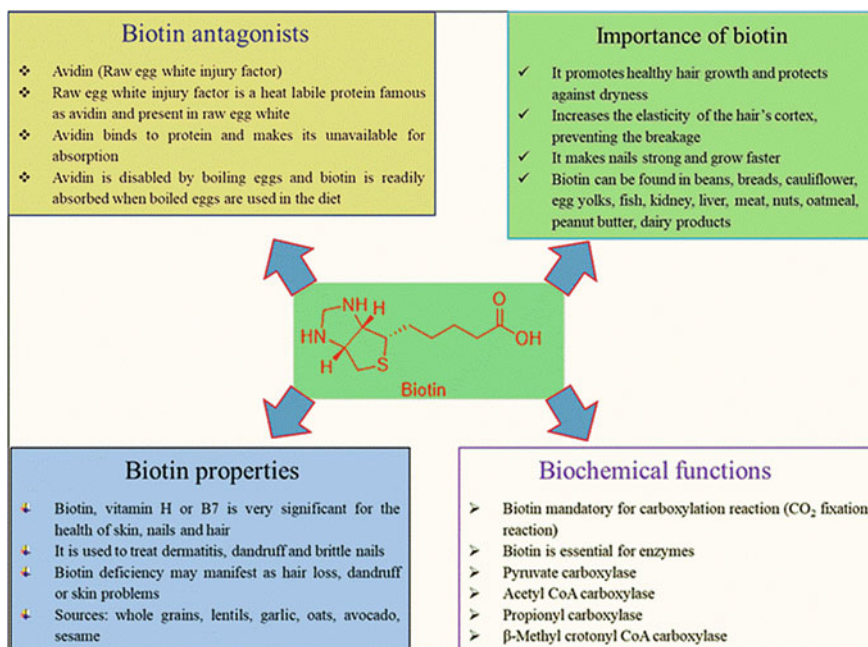 Biotin antagonists
Avidin (Raw egg white injury factor)
Raw egg white injury factor is a heat labile protein famous
as avidin and present in raw egg white
Avidin binds to protein and makes its unavailable for
absorption
Avidin is disabled by boiling eggs and biotin is readily
absorbed when boiled eggs are used in the diet
Importance of biotin
It promotes healthy hair growth and protects
against dryness
Increases the elasticity of the hair's cortex,
preventing the breakage
It makes nails strong and grow faster
Biotin can be found in beans, breads, cauliflower,
egg yolks, fish, kidney, liver, meat, nuts, oatmeal,
peanut butter, dairy products
NH
H
O
HN
OH
H
S
Biotin
Biotin properties
Biotin, vitamin H or B7 is very significant for the
health of skin, nails and hair
It is used to treat dermatitis, dandruff and brittle nails
Biotin deficiency may manifest as hair loss, dandruff
or skin problems
Sources: whole grains, lentils, garlic, oats, avocado,
sesame
Biochemical functions
Biotin mandatory for carboxylation reaction (CO₂ fixation
reaction)
Biotin is essential for enzymes
Pyruvate carboxylase
Acetyl CoA carboxylase
Propionyl carboxylase
β-Methyl crotonyl CoA carboxylase